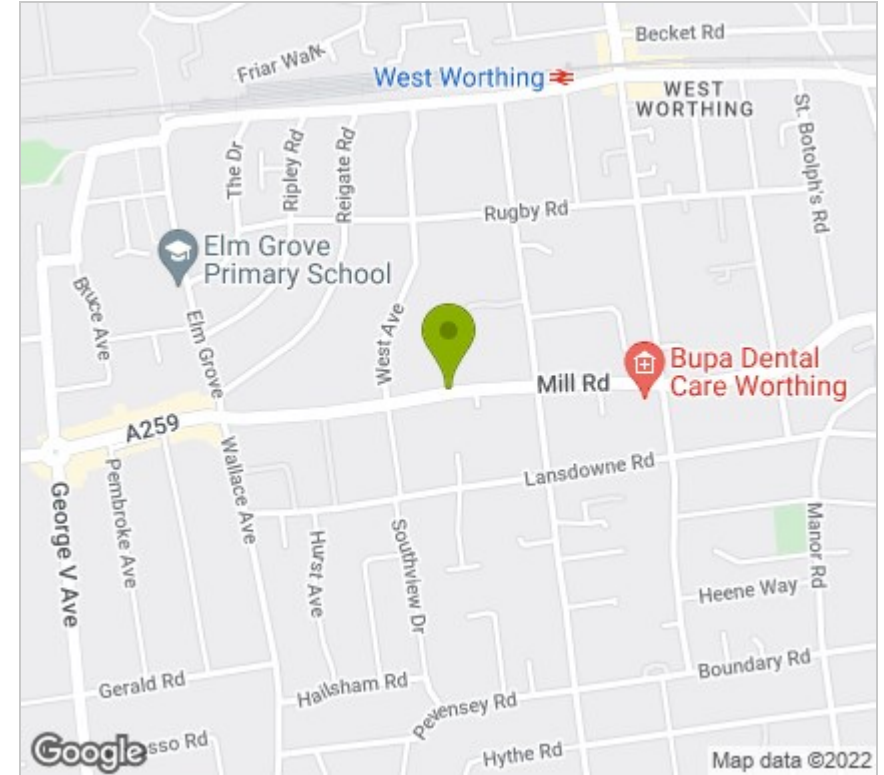 Becket Rd
Friar Walk
West Worthing
WEST
WORTHING
St. Botolph's Rd
The Dr
Ripley Rd
Reigate Rd
Rugby Rd
Elm Grove
Primary School
Bruce Ave
Elm Grove
West Ave
Bupa Dental
Care Worthing
Mill Rd
A259
Wallace Ave
Lansdowne Rd
Pembroke Ave
George V Ave
Hurst Ave
Southview Dr
Manor Rd
Heene Way
Boundary Rd
Gerald Rd
Hailsham Rd
Pevensey Rd
Google
sso Rd
Hythe Rd
Map data ©2022